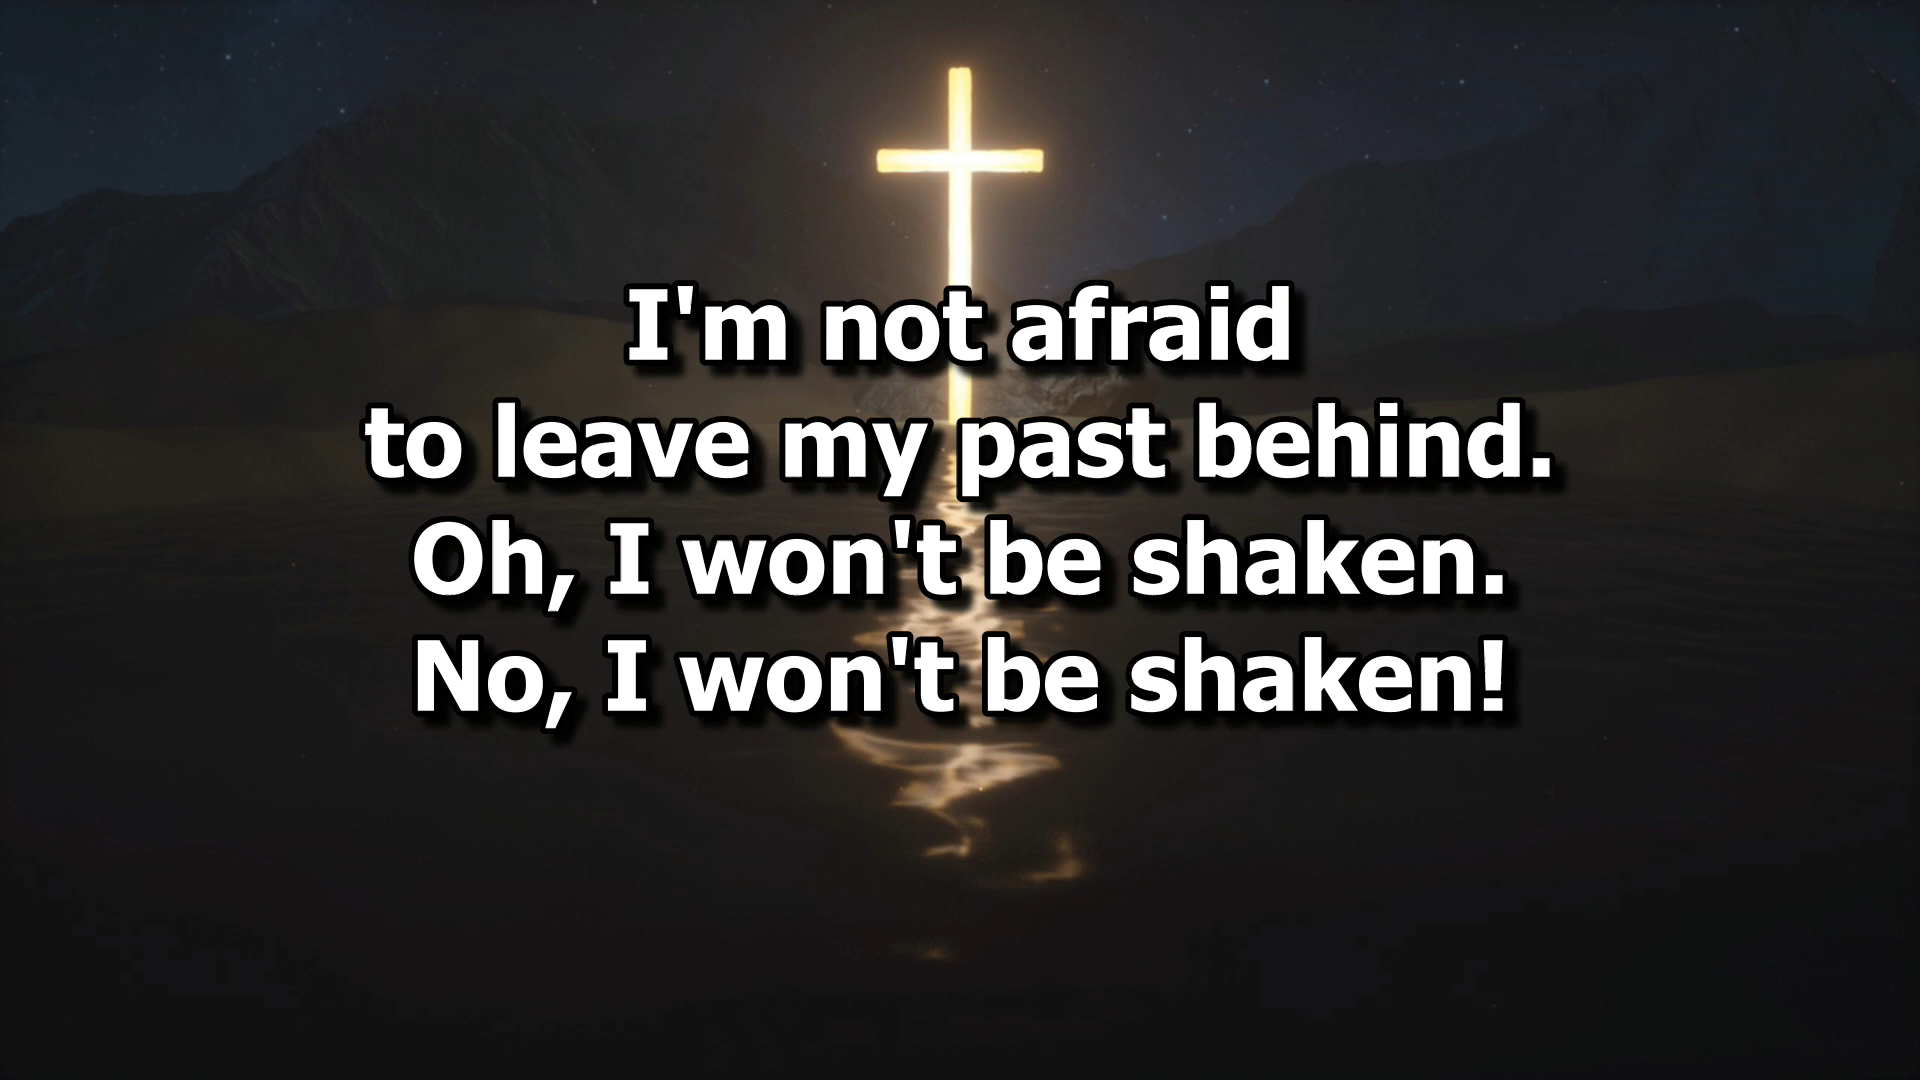 I'm not afraid
to leave my past behind.
Oh, I won't be shaken.
No, I won't be shaken!